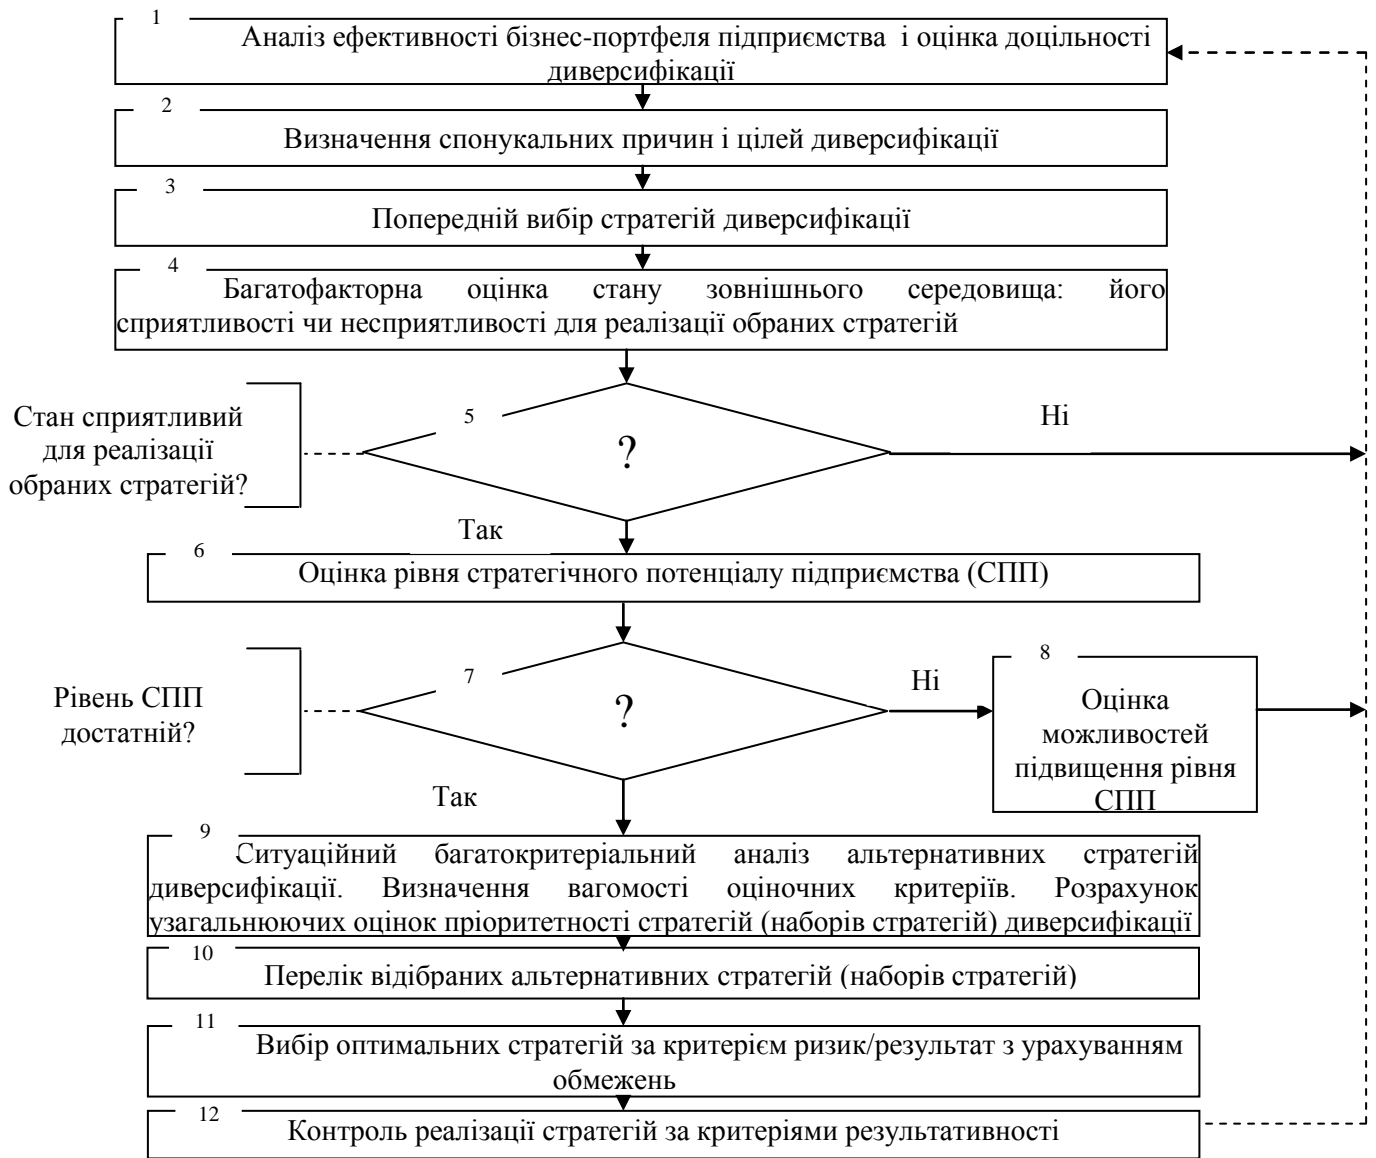 1
Аналіз ефективності бізнес-портфеля підприємства і оцінка доцільності
диверсифікації
2
Визначення спонукальних причин і цілей диверсифікації
3
Попередній вибір стратегій диверсифікації
4
Багатофакторна оцінка стану зовнішнього середовища: його
сприятливості чи несприятливості для реалізації обраних стратегій
Стан сприятливий
для реалізації
обраних стратегій?
5
?
Ні
Так
6
Оцінка рівня стратегічного потенціалу підприємства (СПП)
Рівень СПП
достатній?
7
?
Ні
8
Оцінка
можливостей
підвищення рівня
СПП
Так
9
Ситуаційний багатокритеріальний аналіз альтернативних стратегій
диверсифікації. Визначення вагомості оціночних критеріїв. Розрахунок
узагальнюючих оцінок пріоритетності стратегій (наборів стратегій) диверсифікації
10
Перелік відібраних альтернативних стратегій (наборів стратегій)
11
Вибір оптимальних стратегій за критерієм ризик/результат з урахуванням
обмежень
12
Контроль реалізації стратегій за критеріями результативності